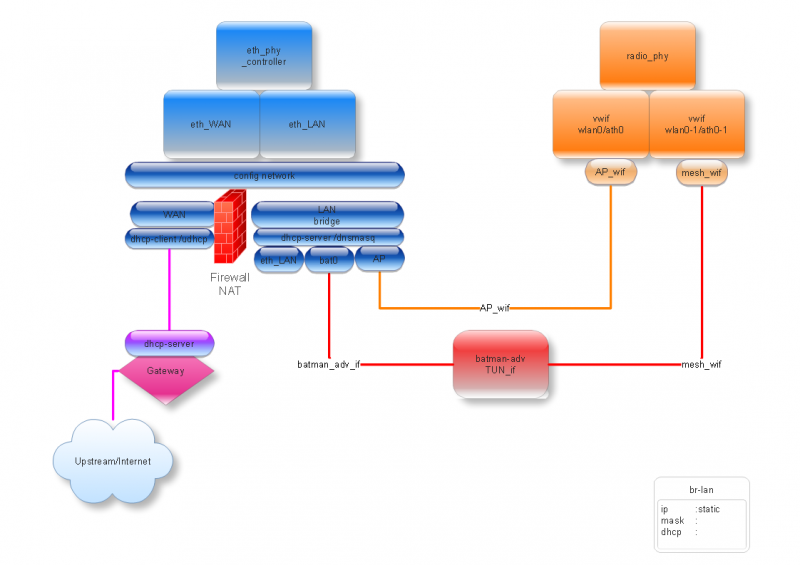 eth_phy
_controller
radio_phy
eth_WAN
eth_LAN
vwif
wlan0/ath0
vwif
wlan0-1/ath0-1
config network
AP_wif
mesh_wif
WAN
LAN
bridge
dhcp-client /udhcp
dhcp-server /dnsmasq
eth_LAN
bat0
AP
Firewall
NAT
AP_wif
dhcp-server
Gateway
batman_adv_if
batman-adv
TUN_if
mesh_wif
Upstream/Internet
br-lan
ip :static
mask :
dhcp :